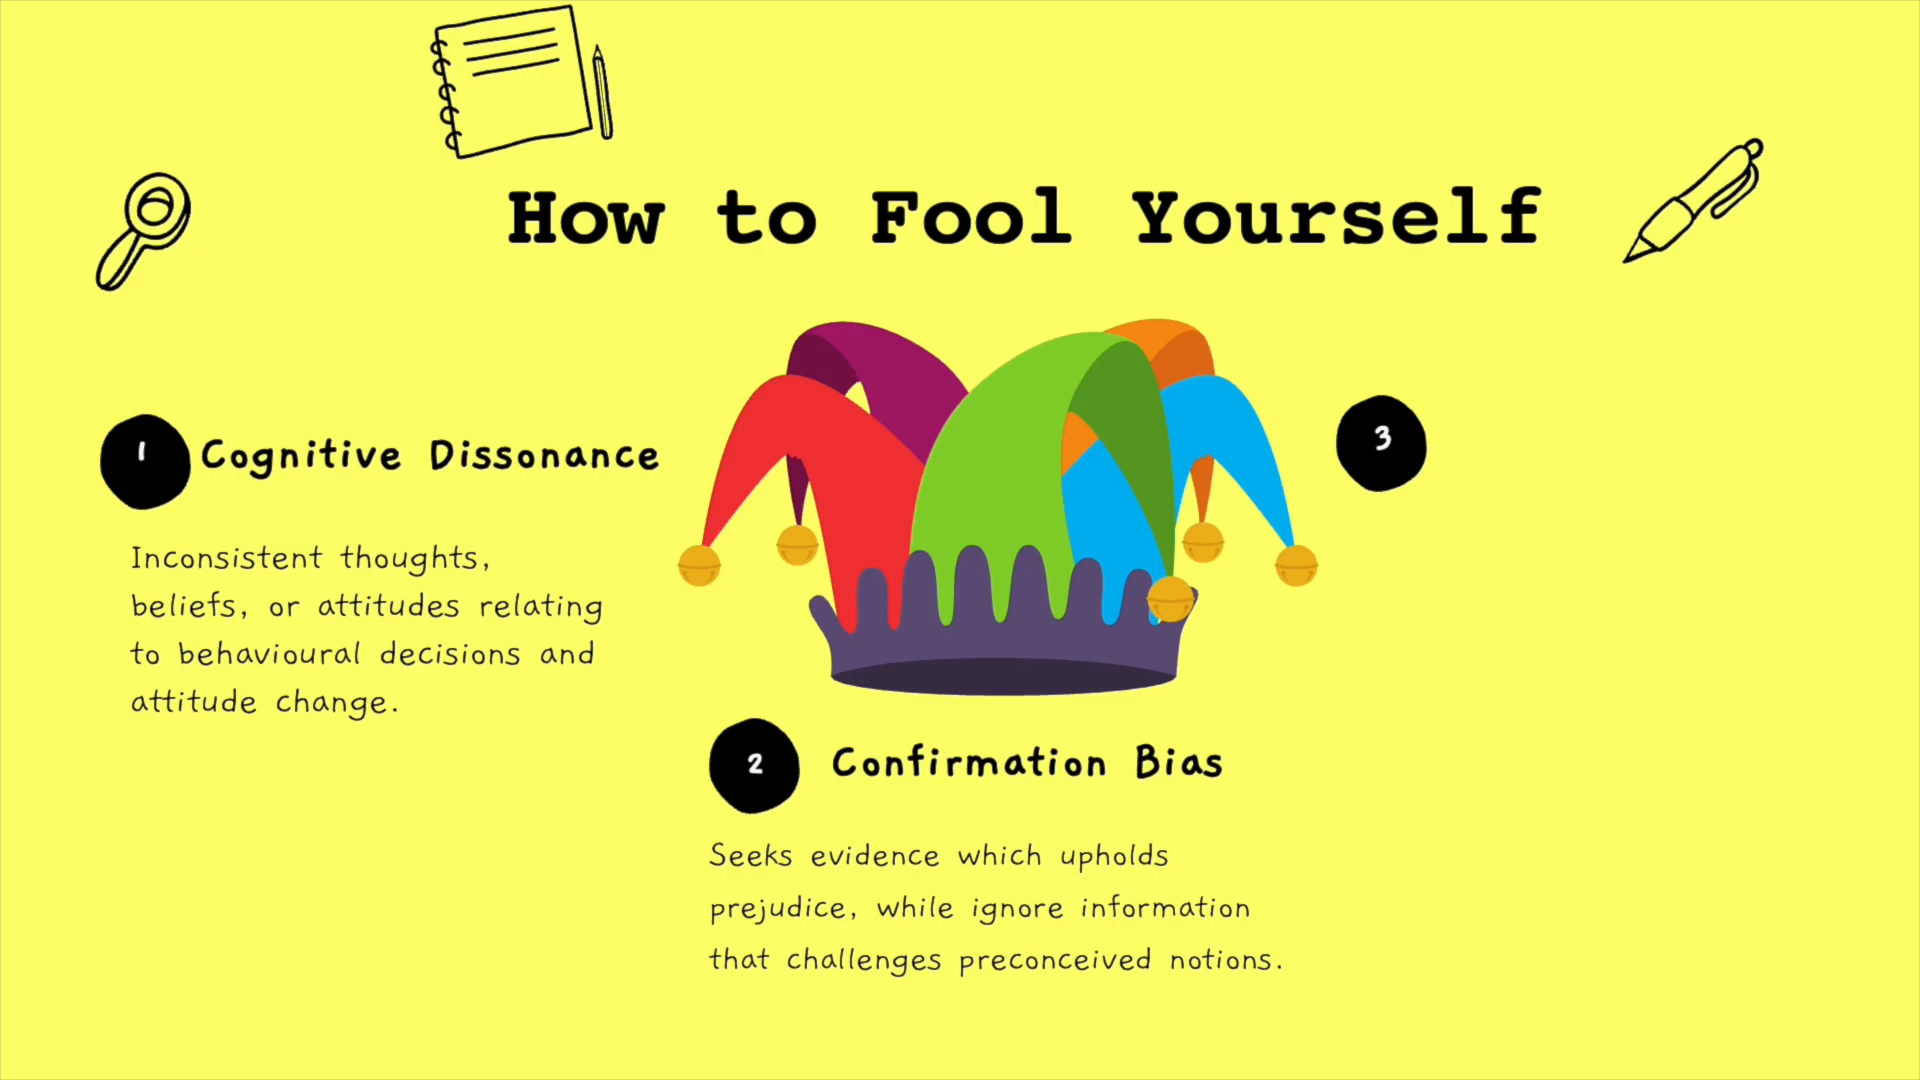 How to Fool Yourself
1 Cognitive Dissonance
Inconsistent thoughts,
beliefs, or attitudes relating
to behavioural decisions and
attitude change.
2 Confirmation Bias
Seeks evidence which upholds
prejudice, while ignore information
that challenges preconceived notions.
3